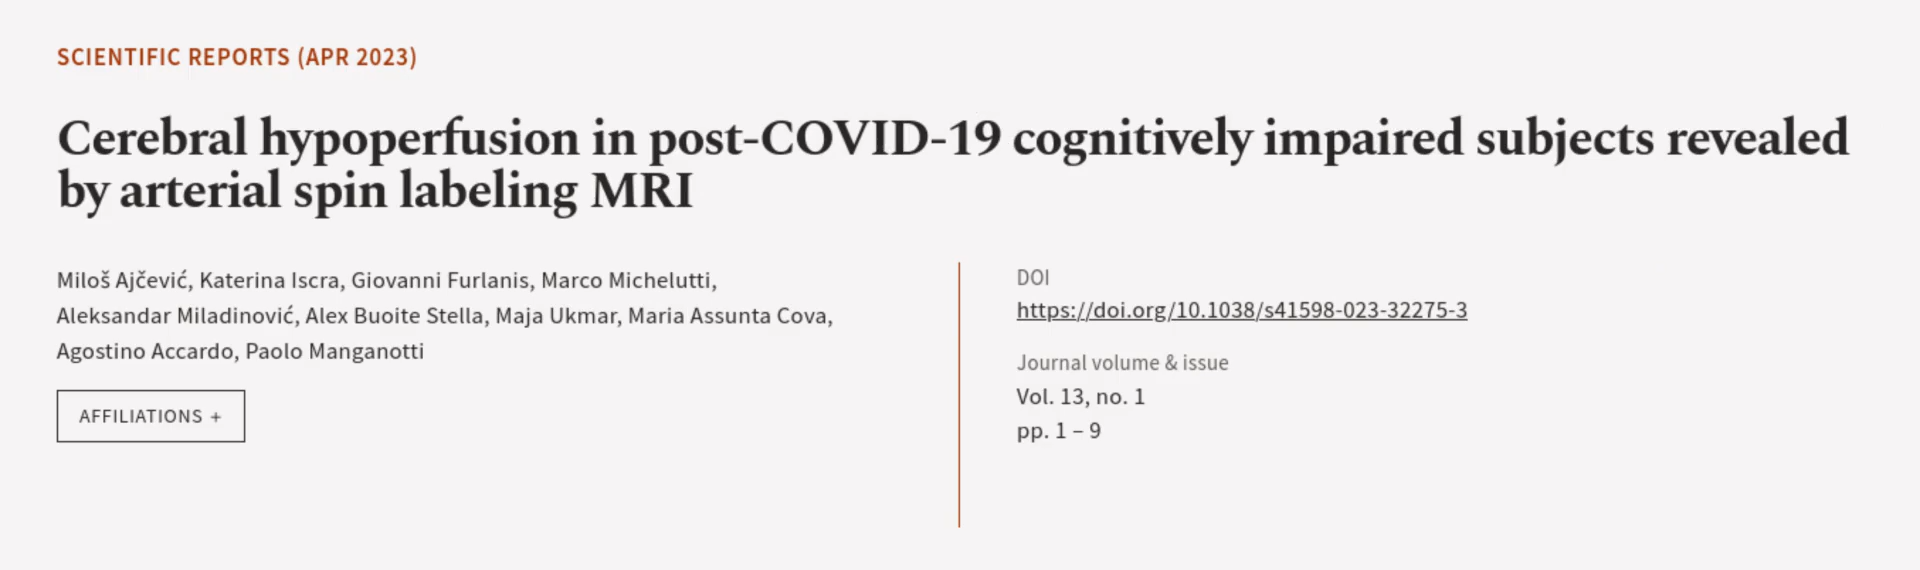 SCIENTIFIC REPORTS (APR 2023)
Cerebral hypoperfusion in post-COVID-19 cognitively impaired subjects revealed
by arterial spin labeling MRI
Miloš Ajčević, Katerina Iscra, Giovanni Furlanis, Marco Michelutti,
Aleksandar Miladinović, Alex Buoite Stella, Maja Ukmar, Maria Assunta Cova,
Agostino Accardo, Paolo Manganotti
AFFILIATIONS +
DOI
https://doi.org/10.1038/s41598-023-32275-3
Journal volume & issue
Vol. 13, no. 1
pp. 1 – 9